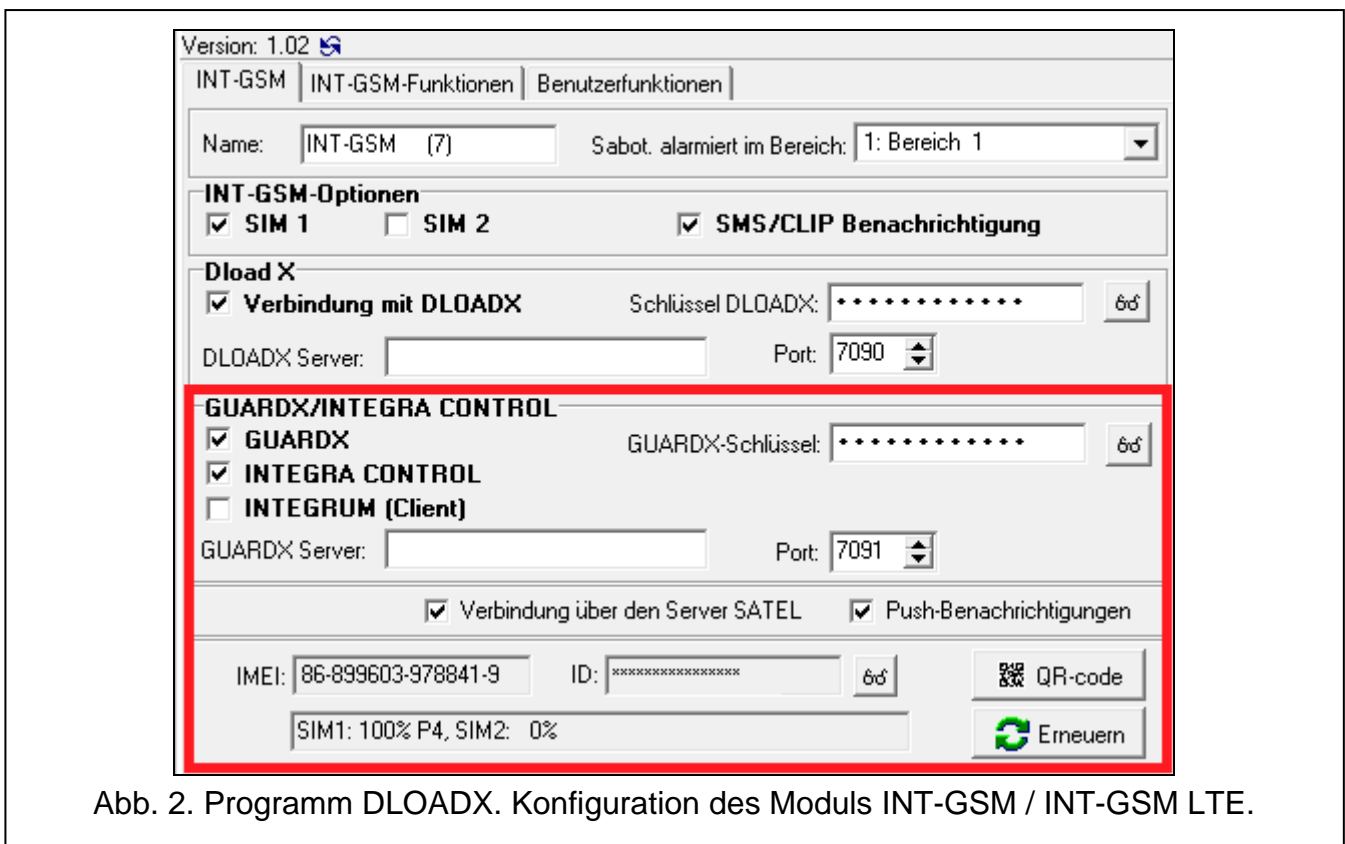 Version: 1.02
INT-GSM INT-GSM-Funktionen Benutzerfunktionen
Name: INT-GSM (7) Sabot. alarmiert im Bereich: 1: Bereich 1
INT-GSM-Optionen
SIM 1 SIM 2 SMS/CLIP Benachrichtigung
Dload X
Verbindung mit DLOADX Schlüssel DLOADX: ••••••••••••
DLOADX Server: Port: 7090
GUARDX/INTEGRA CONTROL
GUARDX GUARDX-Schlüssel: ••••••••••••
INTEGRA CONTROL
INTEGRUM (Client)
GUARDX Server: Port: 7091
Verbindung über den Server SATEL Push-Benachrichtigungen
IMEI: 86-899603-978841-9 ID: **************** QR-code
SIM1: 100% P4, SIM2: 0% Erneuern
Abb. 2. Programm DLOADX. Konfiguration des Moduls INT-GSM / INT-GSM LTE.